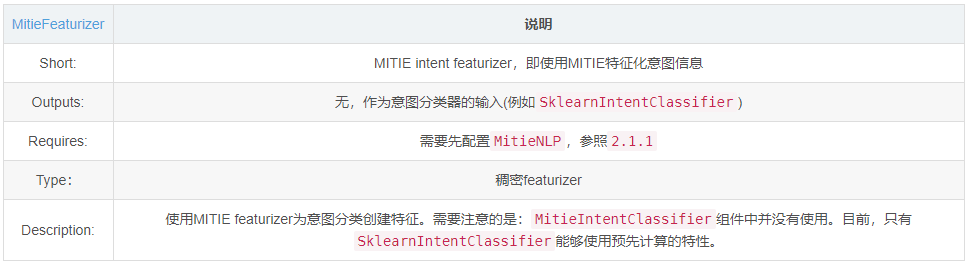 MitieFeaturizer 说明
Short: MITIE intent featurizer，即使用MITIE特征化意图信息
Outputs: 无，作为意图分类器的输入(例如 SklearnIntentClassifier )
Requires: 需要先配置 MitieNLP ，参照 2.1.1
Type： 稠密featurizer
Description: 使用MITIE featurizer为意图分类创建特征。需要注意的是： MitieIntentClassifier 组件中并没有使用。目前，只有
SklearnIntentClassifier 能够使用预先计算的特性。